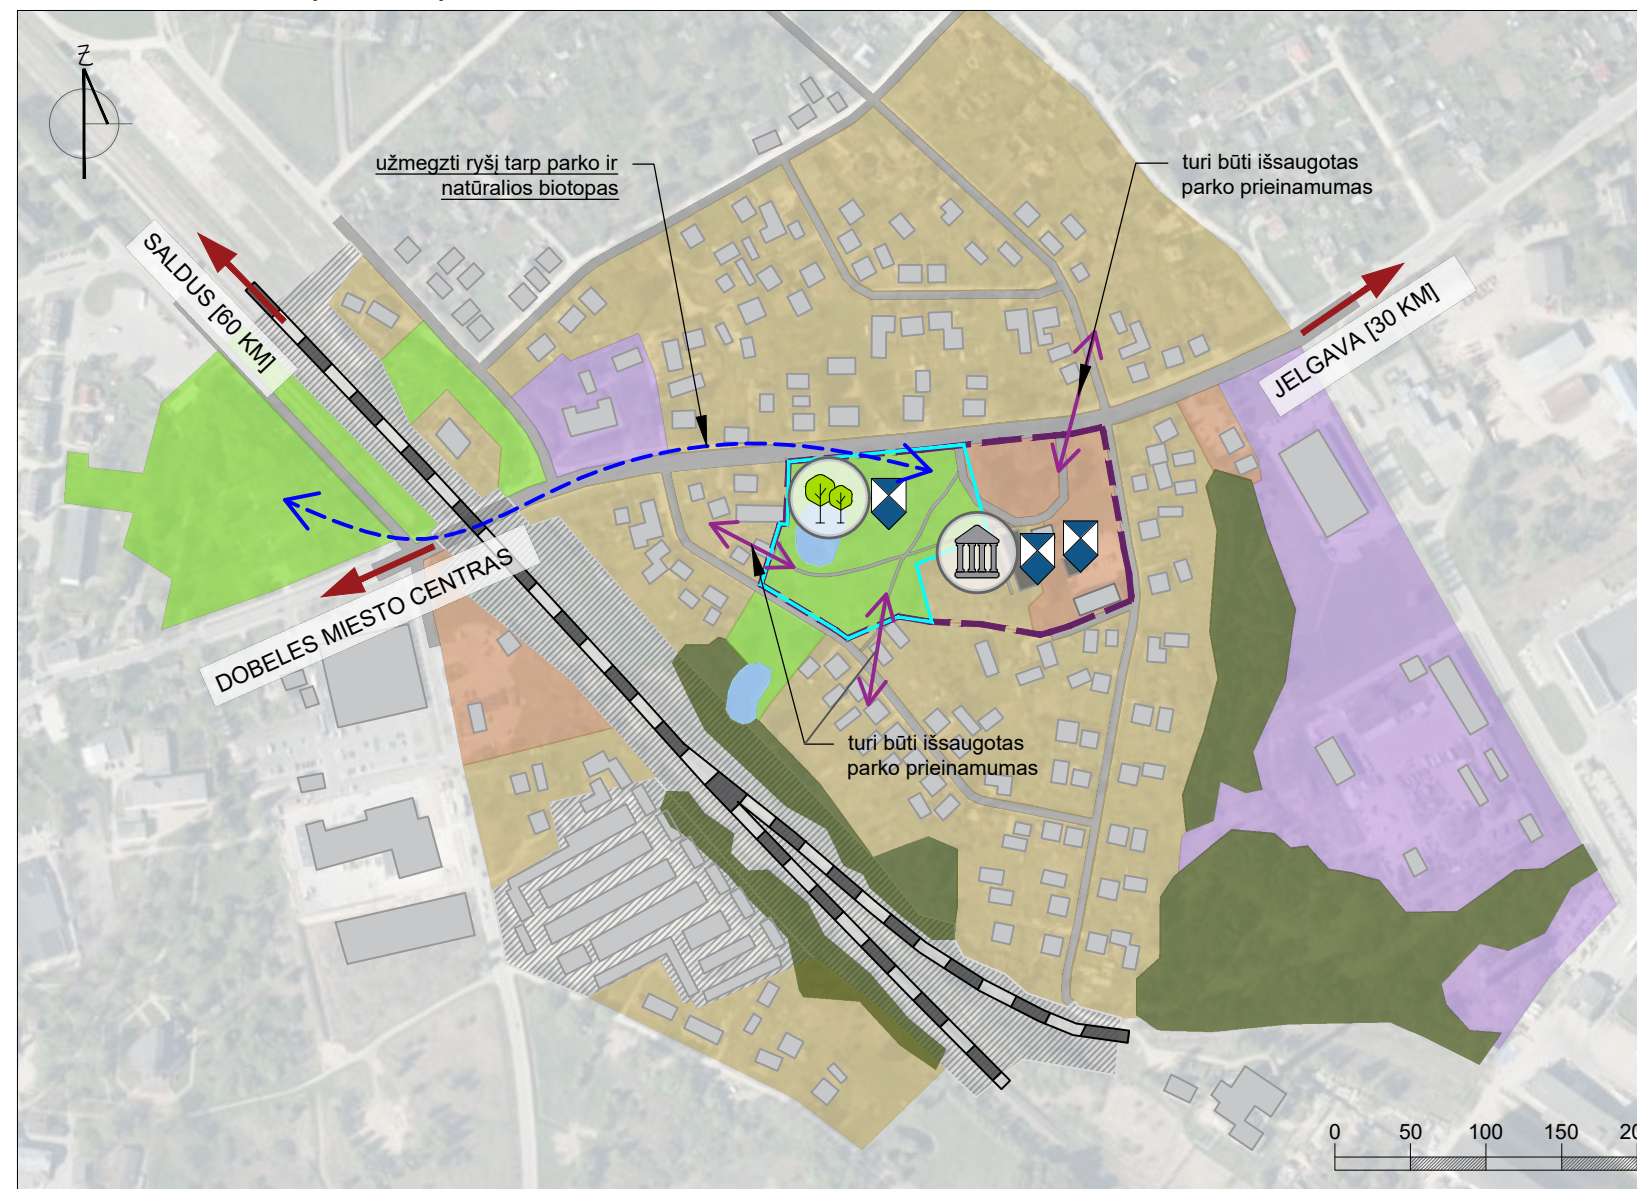 Z
užmegzti ryšį tarp parko ir
natūralios biotopas
turi būti išsaugotas
parko prieinamumas
SALDUS [60 KM]
JELGAVA [30 KM]
DOBELES MIESTO CENTRAS
turi būti išsaugotas
parko prieinamumas
0 50 100 150